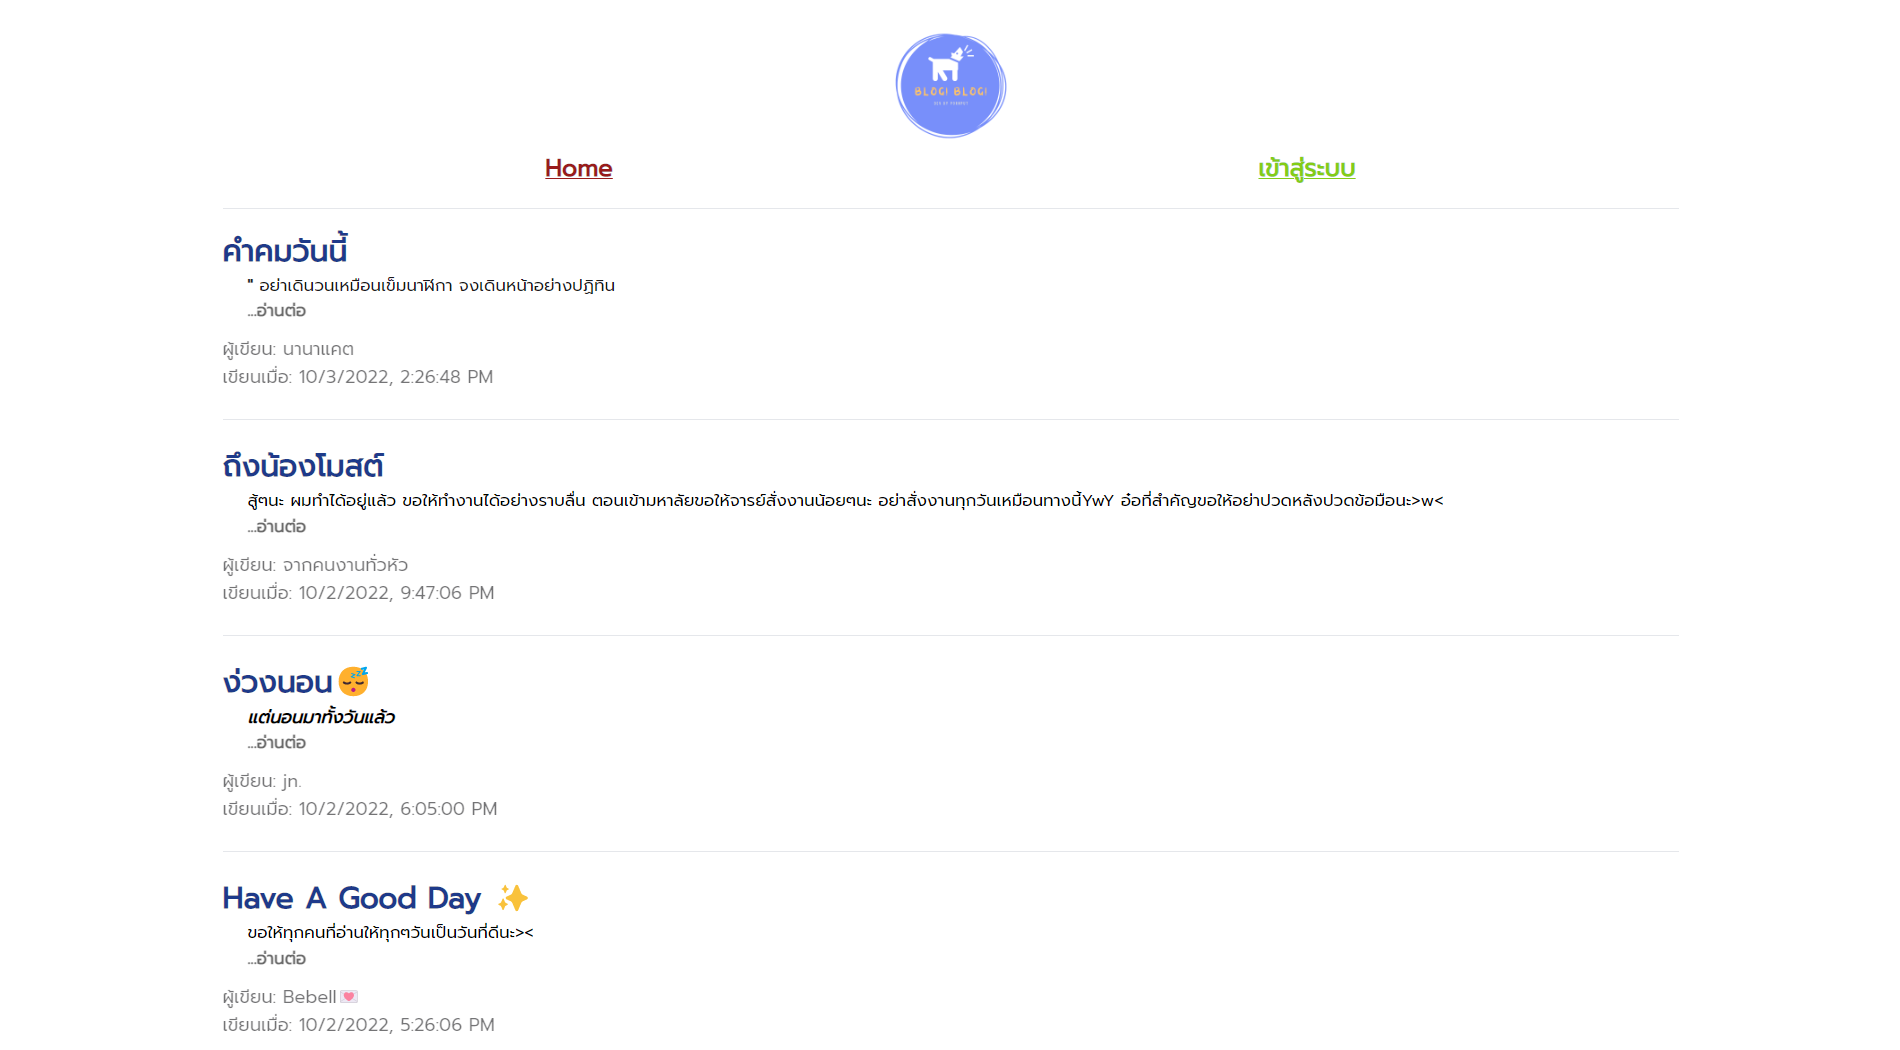 BLOG! BLOG!
Home
เข้าสู่ระบบ
คำคมวันนี้
" อย่าเดินวนเหมือนเข็มนาฬิกา จงเดินหน้าอย่างปฏิทิน
...อ่านต่อ
ผู้เขียน: นานาแคต
เขียนเมื่อ: 10/3/2022, 2:26:48 PM
ถึงน้องโมสต์
สู้ๆนะ ผมทำได้อยู่แล้ว ขอให้ทำงานได้อย่างราบลื่น ตอนเข้ามหาลัยขอให้จารย์สั่งงานน้อยๆนะ อย่าสั่งงานทุกวันเหมือนทางนี้YwY อ๋อที่สำคัญขอให้อย่าปวดหลังปวดข้อมือนะ>w<
...อ่านต่อ
ผู้เขียน: จากคนงานทั่วหัว
เขียนเมื่อ: 10/2/2022, 9:47:06 PM
ง่วงนอน😴
แต่นอนมาทั้งวันแล้ว
...อ่านต่อ
ผู้เขียน: jn.
เขียนเมื่อ: 10/2/2022, 6:05:00 PM
Have A Good Day ✨
ขอให้ทุกคนที่อ่านให้ทุกๆวันเป็นวันที่ดีนะ><
...อ่านต่อ
ผู้เขียน: Bebell💌
เขียนเมื่อ: 10/2/2022, 5:26:06 PM